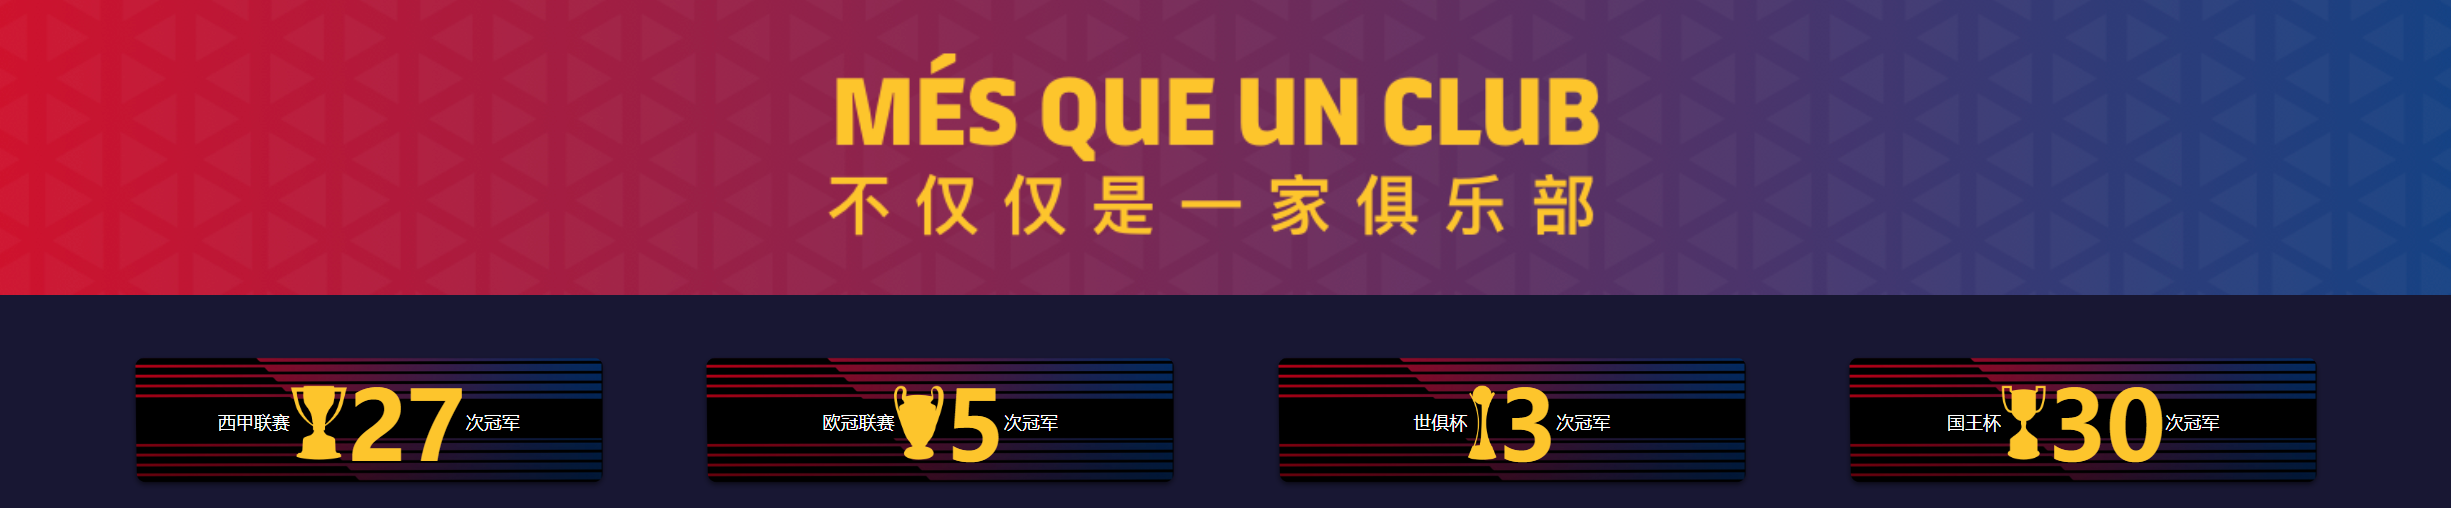 MÉS QUE UN CLUB
不仅仅是一家俱乐部
西甲联赛 27 次冠军
欧冠联赛 5 次冠军
世俱杯 3 次冠军
国王杯 30 次冠军